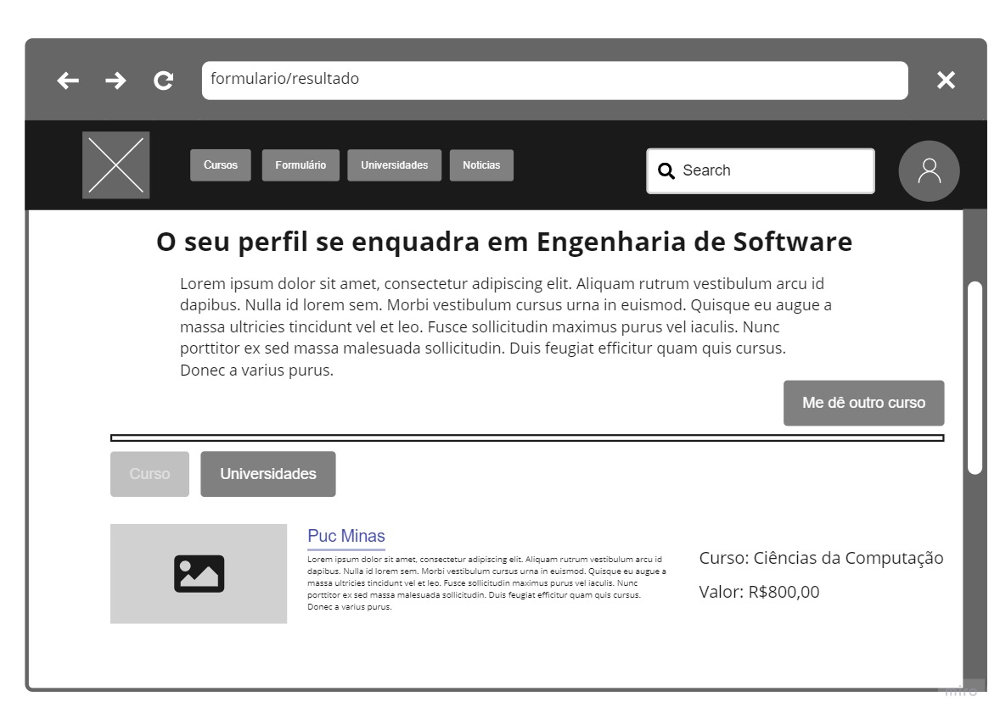 formulario/resultado
Cursos
Formulário
Universidades
Noticias
Search
O seu perfil se enquadra em Engenharia de Software
Lorem ipsum dolor sit amet, consectetur adipiscing elit. Aliquam rutrum vestibulum arcu id
dapibus. Nulla id lorem sem. Morbi vestibulum cursus urna in euismod. Quisque eu augue a
massa ultricies tincidunt vel et leo. Fusce sollicitudin maximus purus vel iaculis. Nunc
porttitor ex sed massa malesuada sollicitudin. Duis feugiat efficitur quam quis cursus.
Donec a varius purus.
Me dê outro curso
Curso
Universidades
Puc Minas
Lorem ipsum dolor sit amet, consectetur adipiscing elit. Aliquam rutrum vestibulum arcu id
dapibus. Nulla id lorem sem. Morbi vestibulum cursus urna in euismod. Quisque eu augue a
massa ultricies tincidunt vel et leo. Fusce sollicitudin maximus purus vel iaculis. Nunc
porttitor ex sed massa malesuada sollicitudin. Duis feugiat efficitur quam quis cursus.
Donec a varius purus.
Curso: Ciências da Computação
Valor: R$800,00
miro